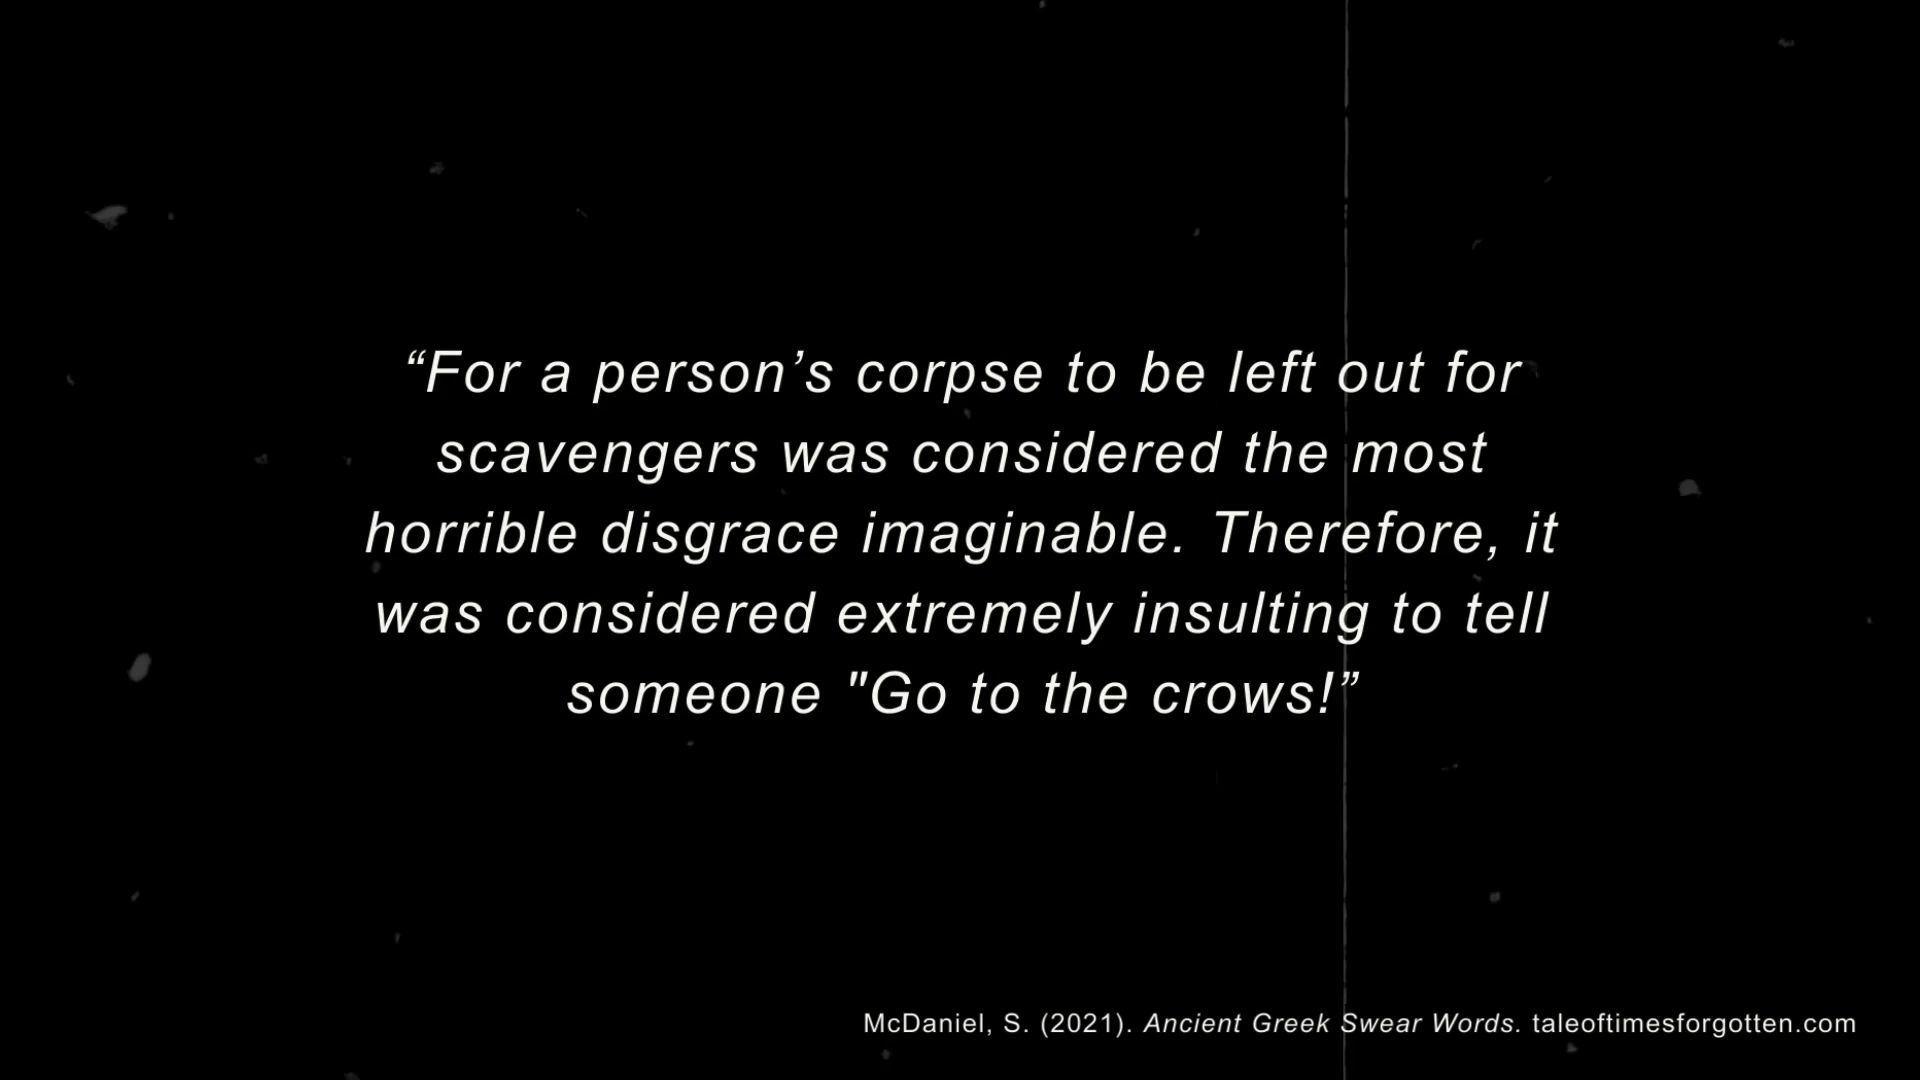 “For a person’s corpse to be left out for
scavengers was considered the most
horrible disgrace imaginable. Therefore, it
was considered extremely insulting to tell
someone "Go to the crows!”
McDaniel, S. (2021). Ancient Greek Swear Words. taleoftimesforgotten.com